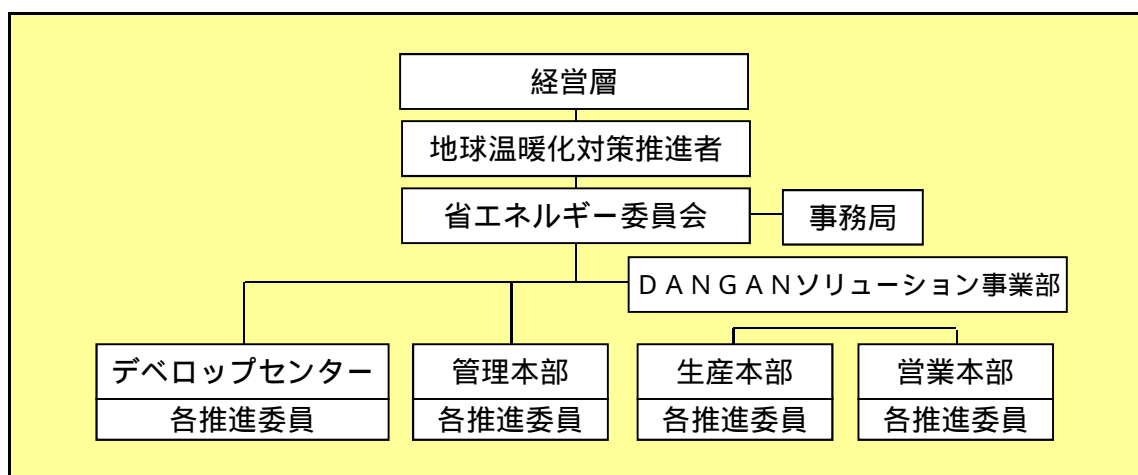 経営層
地球温暖化対策推進者
省エネルギー委員会
事務局
ＤＡＮＧＡＮソリューション事業部
デベロップセンター
各推進委員
管理本部
各推進委員
生産本部
各推進委員
営業本部
各推進委員